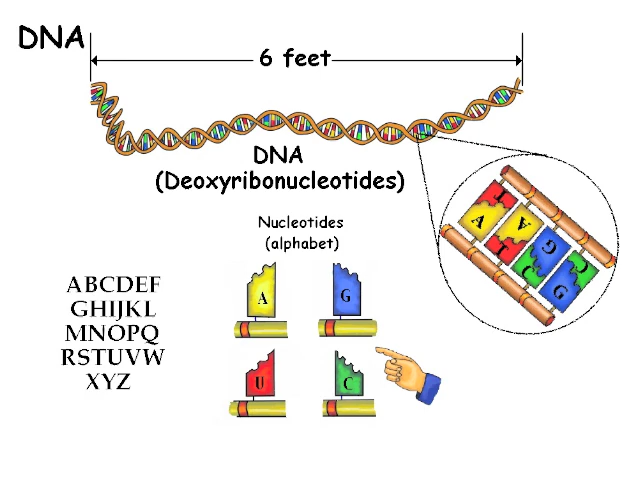 DNA
6 feet
DNA
(Deoxyribonucleotides)
Nucleotides
(alphabet)
ABCDEF
GHIJKL
MNOPQ
RSTUVW
XYZ
A
G
U
C
T
A
A
T
G
C
C
G